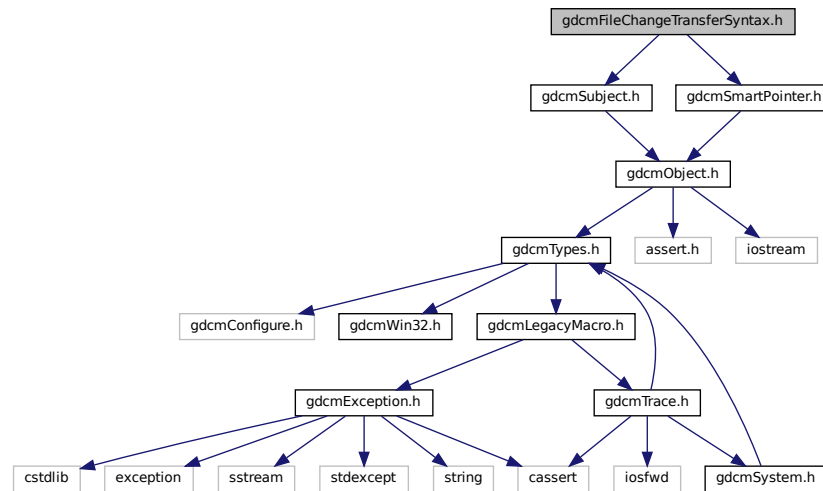 gdcmFileChangeTransferSyntax.h
gdcmSubject.h
gdcmSmartPointer.h
gdcmObject.h
gdcmTypes.h
assert.h
iostream
gdcmConfigure.h
gdcmWin32.h
gdcmLegacyMacro.h
gdcmException.h
gdcmTrace.h
cstdlib
exception
sstream
stdexcept
string
cassert
iosfwd
gdcmSystem.h